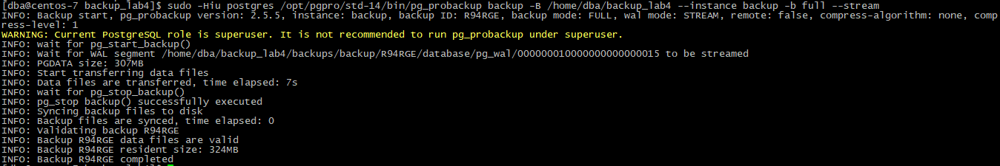 [dba@centos-7 backup_lab4]$ sudo -Hiu postgres /opt/pgpro/std-14/bin/pg_probackup backup -B /home/dba/backup_lab4 --instance backup -b full --stream
INFO: Backup start, pg_probackup version: 2.5.5, instance: backup, backup ID: R94RGE, backup mode: FULL, wal mode: STREAM, remote: false, compress-algorithm: none, comp
ress-level: 1
WARNING: Current PostgreSQL role is superuser. It is not recommended to run pg_probackup under superuser.
INFO: wait for pg_start_backup()
INFO: Wait for WAL segment /home/dba/backup_lab4/backups/backup/R94RGE/database/pg_wal/000000010000000000000015 to be streamed
INFO: PGDATA size: 307MB
INFO: Start transferring data files
INFO: Data files are transferred, time elapsed: 7s
INFO: wait for pg_stop_backup()
INFO: pg_stop backup() successfully executed
INFO: Syncing backup files to disk
INFO: Backup files are synced, time elapsed: 0
INFO: Validating backup R94RGE
INFO: Backup R94RGE data files are valid
INFO: Backup R94RGE resident size: 324MB
INFO: Backup R94RGE completed